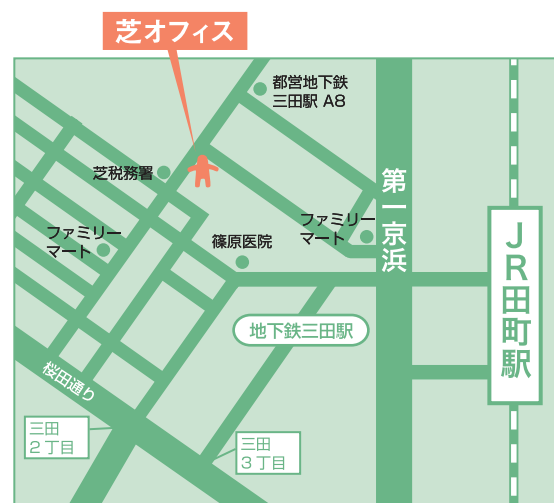 芝オフィス
都営地下鉄
三田駅 A8
芝税務署
第一京浜
ファミリー
マート
ファミリー
マート
篠原医院
JR田町駅
地下鉄三田駅
桜田通り
三田
2丁目
三田
3丁目